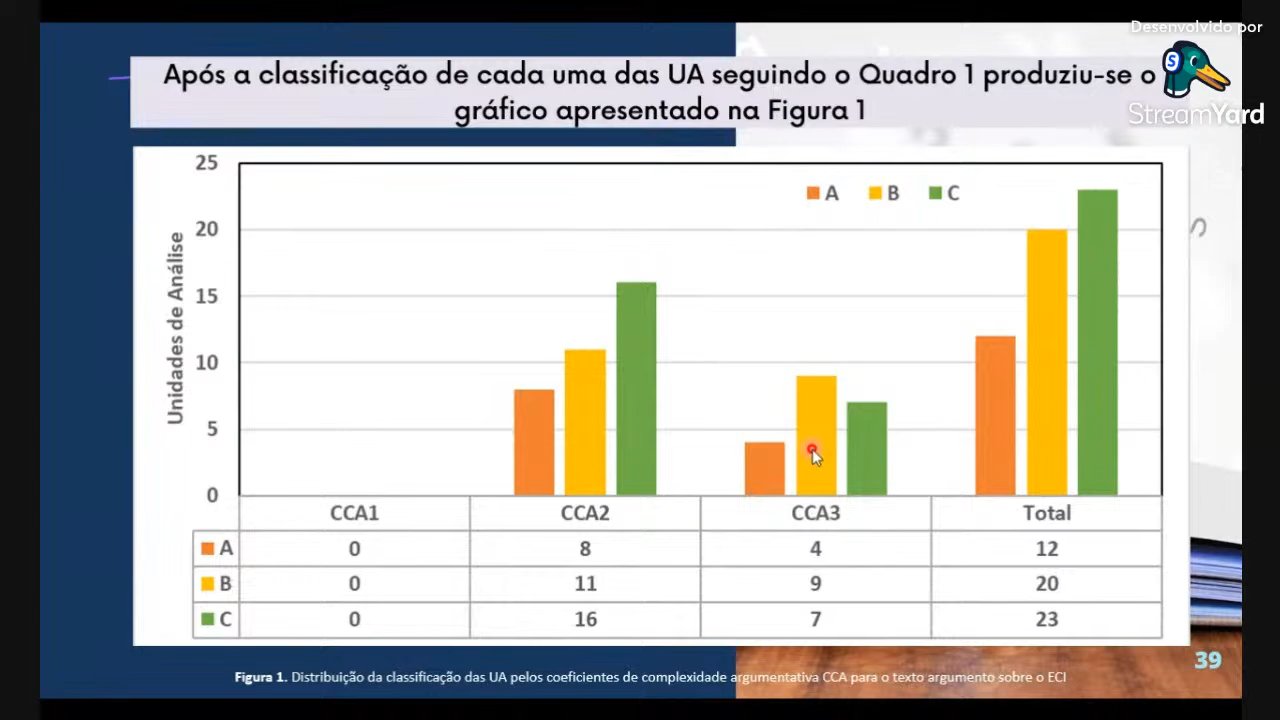 Desenvolvido por
StreamYard
Após a classificação de cada uma das UA seguindo o Quadro 1 produziu-se o
gráfico apresentado na Figura 1
25
20
15
10
5
0
Unidades de Análise
A B C
CCA1 CCA2 CCA3 Total
A 0 8 4 12
B 0 11 9 20
C 0 16 7 23
39
Figura 1. Distribuição da classificação das UA pelos coeficientes de complexidade argumentativa CCA para o texto argumento sobre o ECI